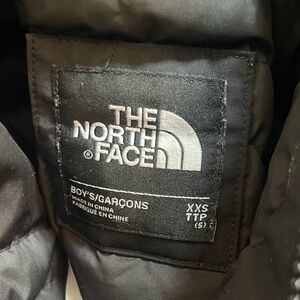 THE
NORTH
FACE
®
BOY'S/GARÇONS
MADE IN CHINA
FABRIQUÉ EN CHINE
XXS
TTP
(5)